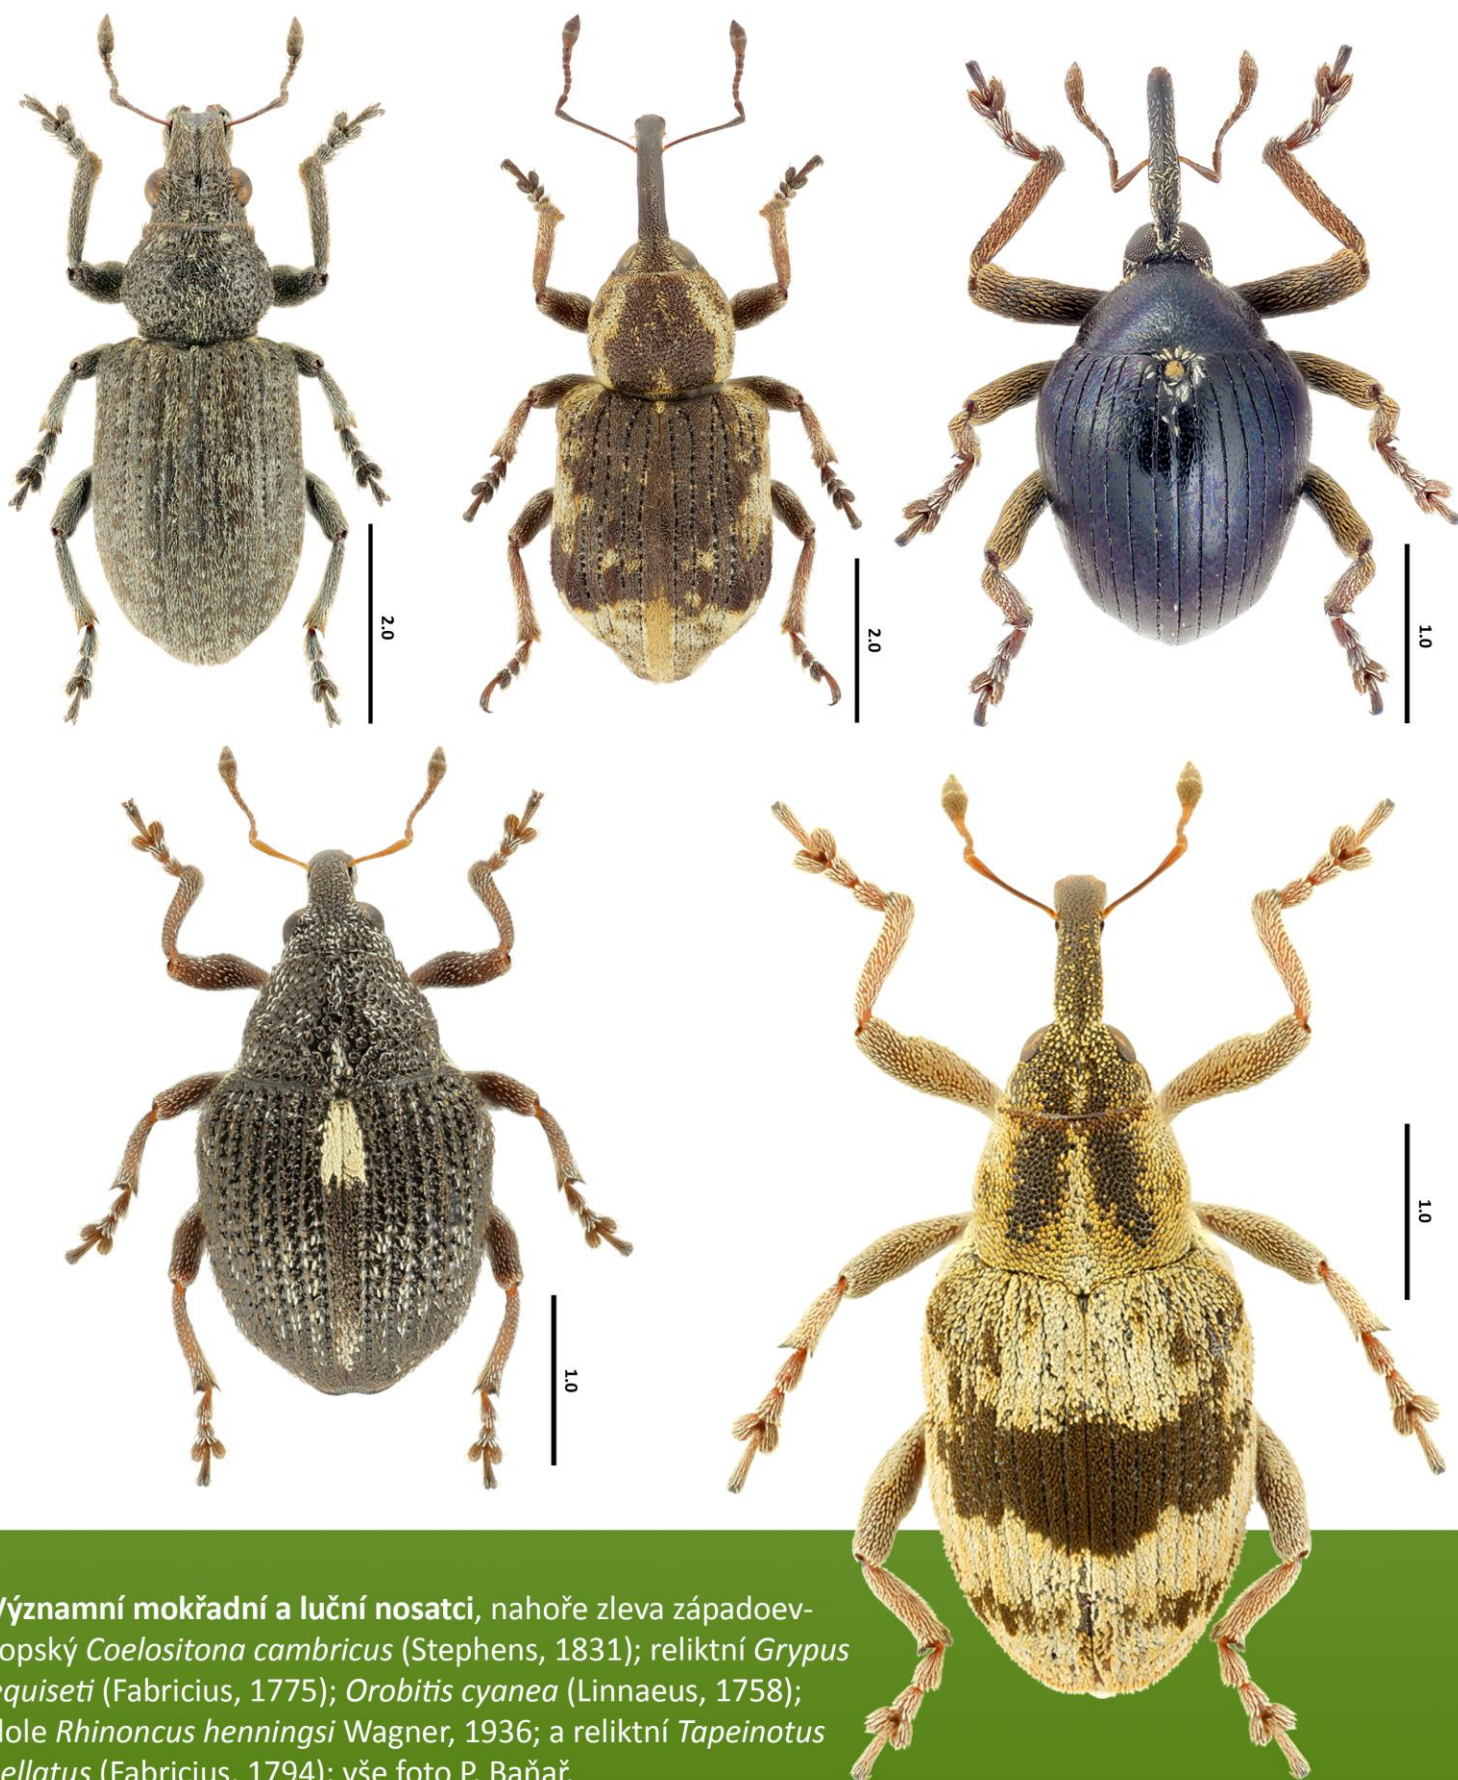 2.0
2.0
1.0
1.0
1.0
Významní mokřadní a luční nosatci, nahoře zleva západoev-
opský Coelositona cambricus (Stephens, 1831); reliktní Grypus
equiseti (Fabricius, 1775); Orobitis cyanea (Linnaeus, 1758);
dole Rhinoncus henningsi Wagner, 1936; a reliktní Tapeinotus
ellatus (Fabricius, 1794); vše foto P. Baňař.